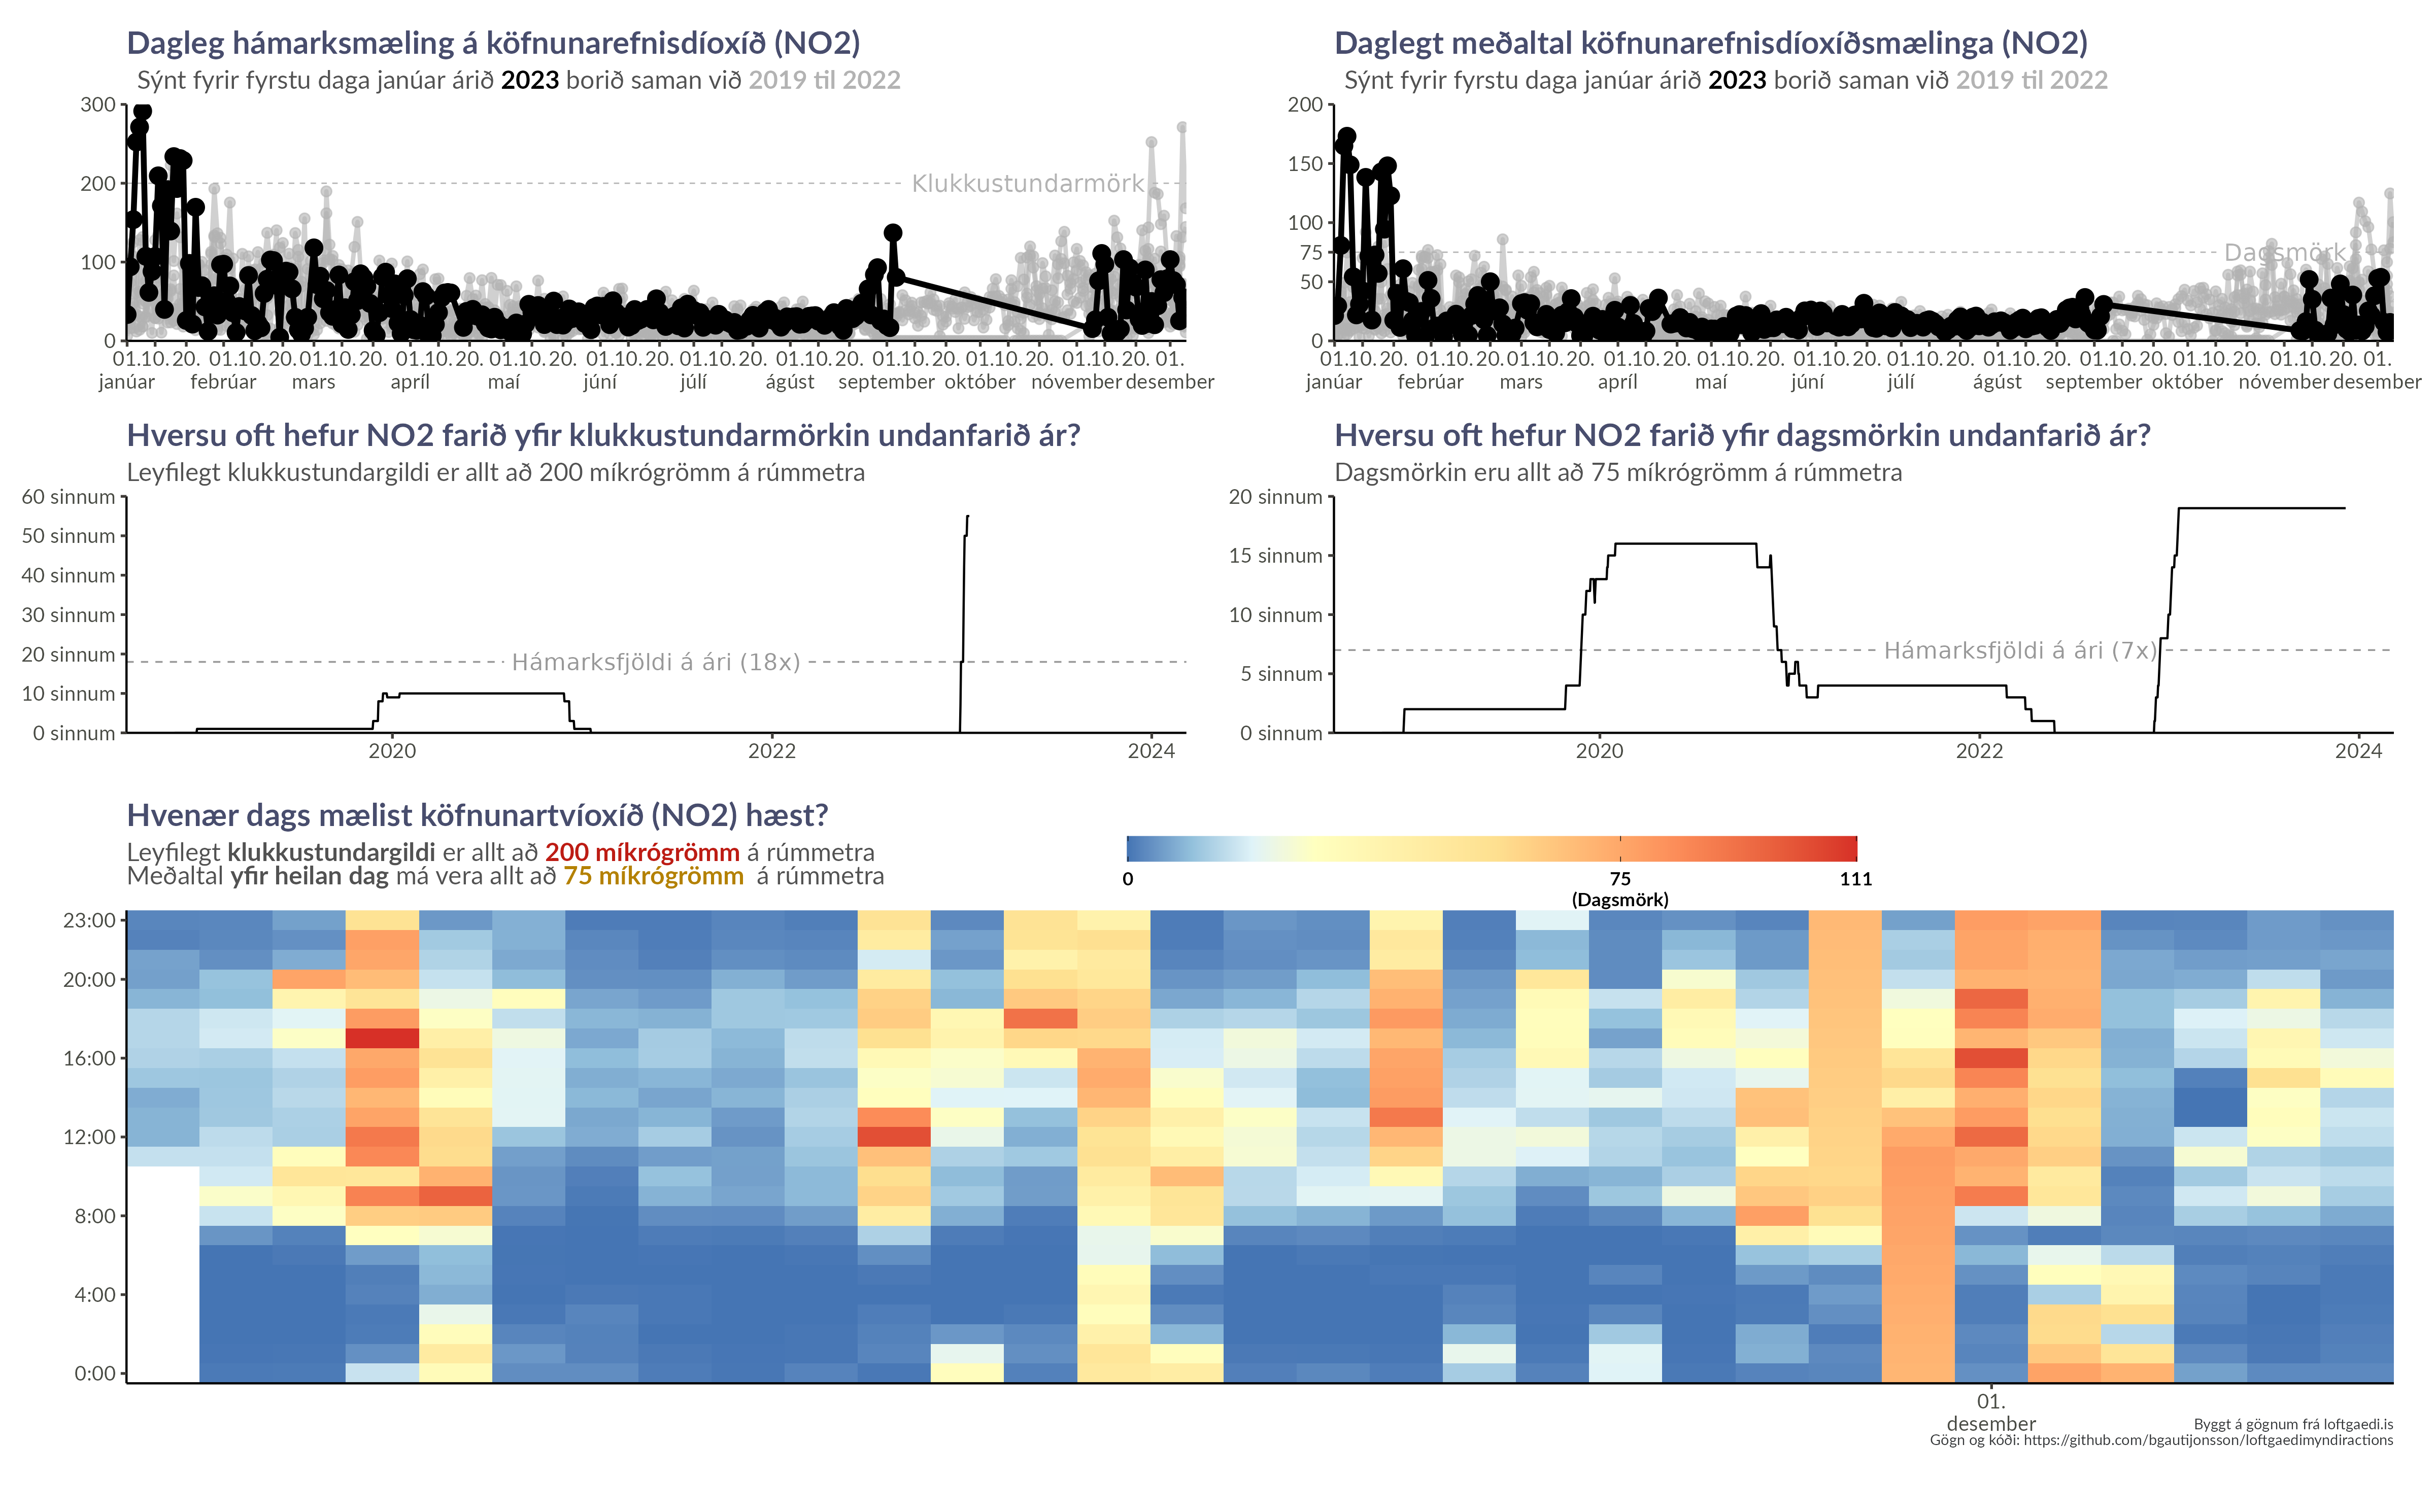 Dagleg hámarksmæling á köfnunarefnisdíoxíð (NO2)
Sýnt fyrir fyrstu daga janúar árið 2023 borið saman við 2019 til 2022
300
200
100
0
Klukkustundarmörk
01.10.20. 01.10.20. 01.10.20. 01.10.20. 01.10.20. 01.10.20. 01.10.20. 01.10.20. 01.10.20. 01.10.20. 01.10.20. 01.
janúar febrúar mars apríl maí júní júlí ágúst september október nóvember desember
Daglegt meðaltal köfnunarefnisdíoxíðsmælinga (NO2)
Sýnt fyrir fyrstu daga janúar árið 2023 borið saman við 2019 til 2022
200
150
100
75
50
0
Dagsmörk
01.10.20. 01.10.20. 01.10.20. 01.10.20. 01.10.20. 01.10.20. 01.10.20. 01.10.20. 01.10.20. 01.10.20. 01.10.20. 01.
janúar febrúar mars apríl maí júní júlí ágúst september október nóvember desember
Hversu oft hefur NO2 farið yfir klukkustundarmörkin undanfarið ár?
Leyfilegt klukkustundargildi er allt að 200 míkrógrömm á rúmmetra
60 sinnum
50 sinnum
40 sinnum
30 sinnum
20 sinnum
10 sinnum
0 sinnum
Hámarksfjöldi á ári (18x)
2020 2022 2024
Hversu oft hefur NO2 farið yfir dagsmörkin undanfarið ár?
Dagsmörkin eru allt að 75 míkrógrömm á rúmmetra
20 sinnum
15 sinnum
10 sinnum
5 sinnum
0 sinnum
Hámarksfjöldi á ári (7x)
2020 2022 2024
Hvenær dags mælist köfnunartvíoxíð (NO2) hæst?
Leyfilegt klukkustundargildi er allt að 200 míkrógrömm á rúmmetra
Meðaltal yfir heilan dag má vera allt að 75 míkrógrömm á rúmmetra
0 75 111
(Dagsmörk)
23:00
20:00
16:00
12:00
8:00
4:00
0:00
01.
desember
Byggt á gögnum frá loftgaedi.is
Gögn og kóði: https://github.com/bgautijonsson/loftgaedimyndiractions